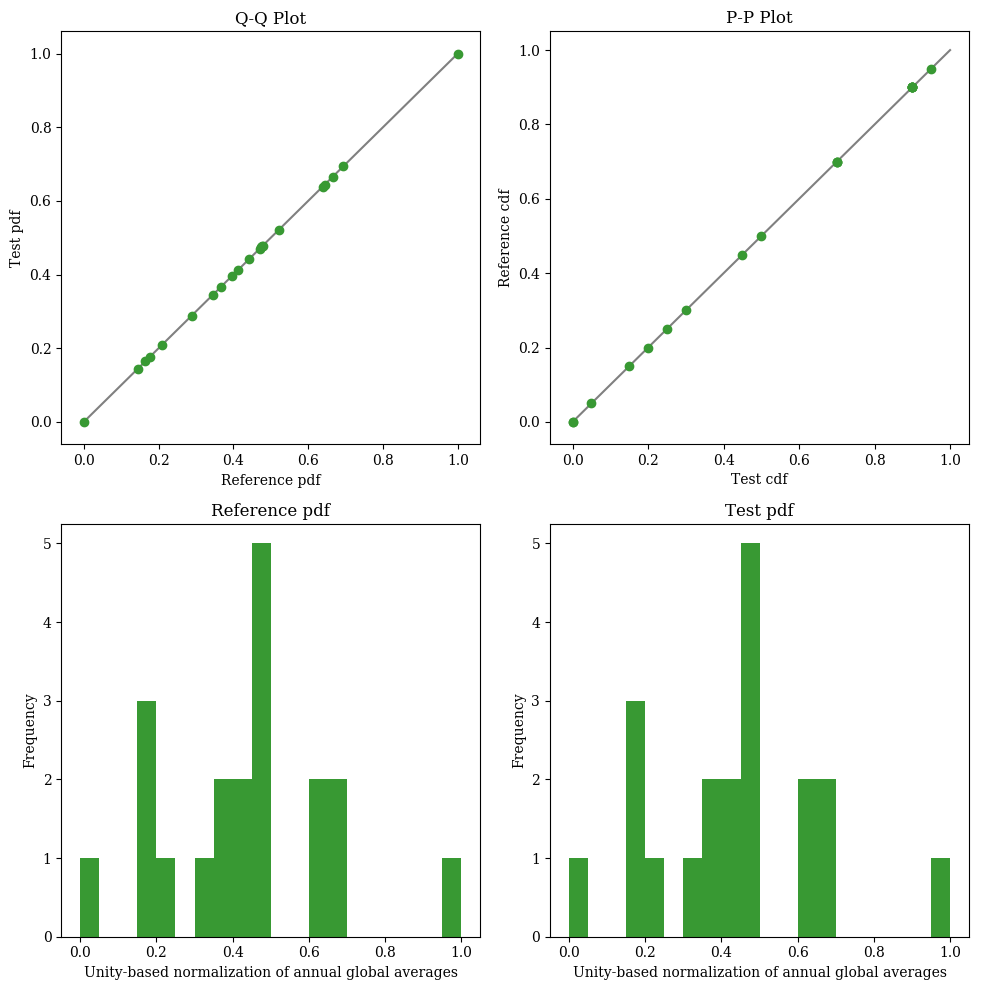 Q-Q Plot
1.0
0.8
0.6
0.4
0.2
0.0
Test pdf
0.0 0.2 0.4 0.6 0.8 1.0
Reference pdf
P-P Plot
1.0
0.8
0.6
0.4
0.2
0.0
Reference cdf
0.0 0.2 0.4 0.6 0.8 1.0
Test cdf
Reference pdf
5
4
3
2
1
0
Frequency
0.0 0.2 0.4 0.6 0.8 1.0
Unity-based normalization of annual global averages
Test pdf
5
4
3
2
1
0
Frequency
0.0 0.2 0.4 0.6 0.8 1.0
Unity-based normalization of annual global averages